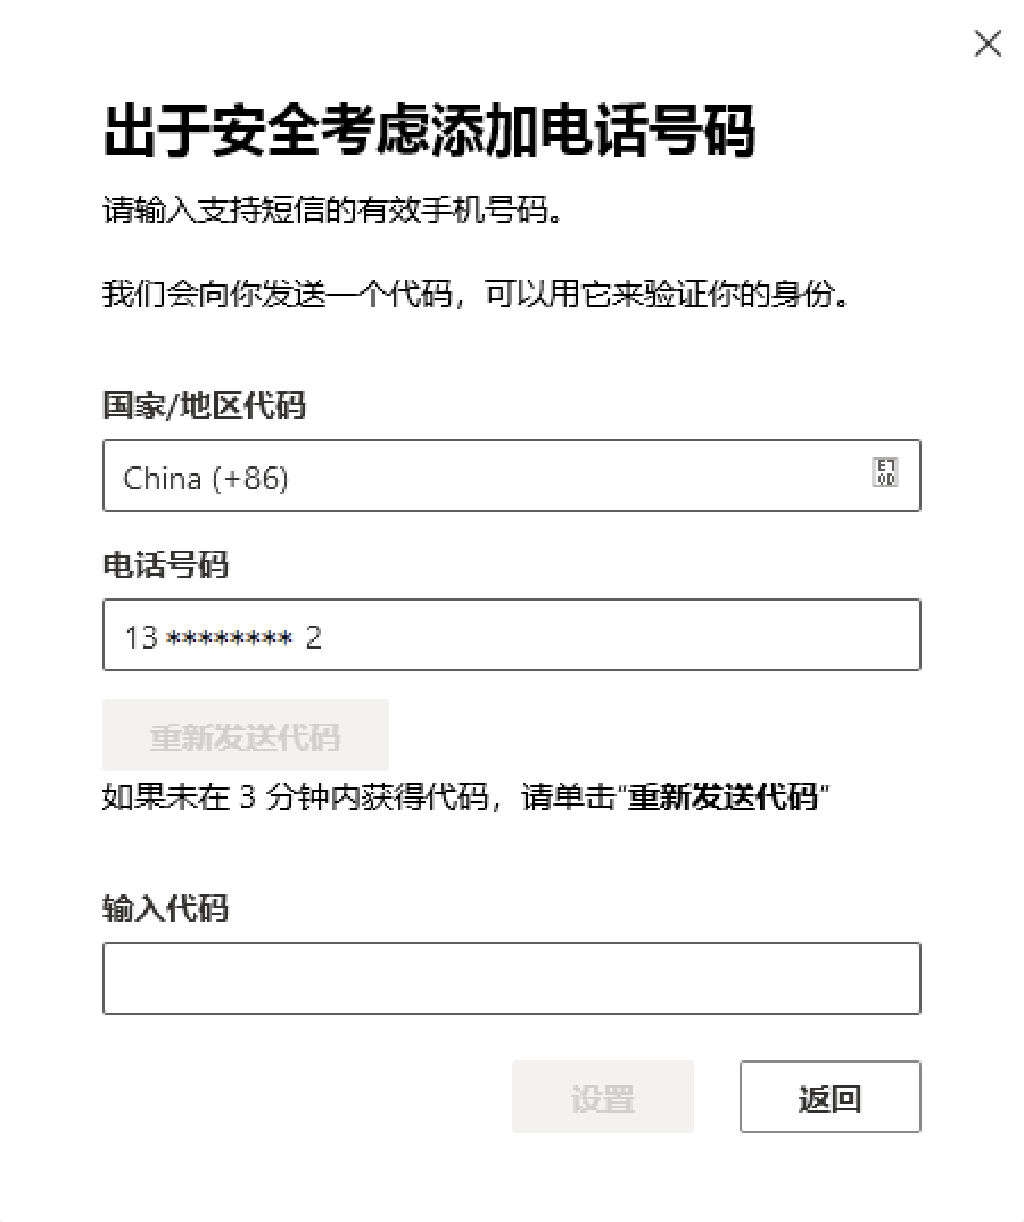 出于安全考虑添加电话号码
请输入支持短信的有效手机号码。
我们会向你发送一个代码，可以用它来验证你的身份。
国家/地区代码
China (+86)
电话号码
13 ******** 2
重新发送代码
如果未在 3 分钟内获得代码，请单击"重新发送代码"
输入代码
设置
返回